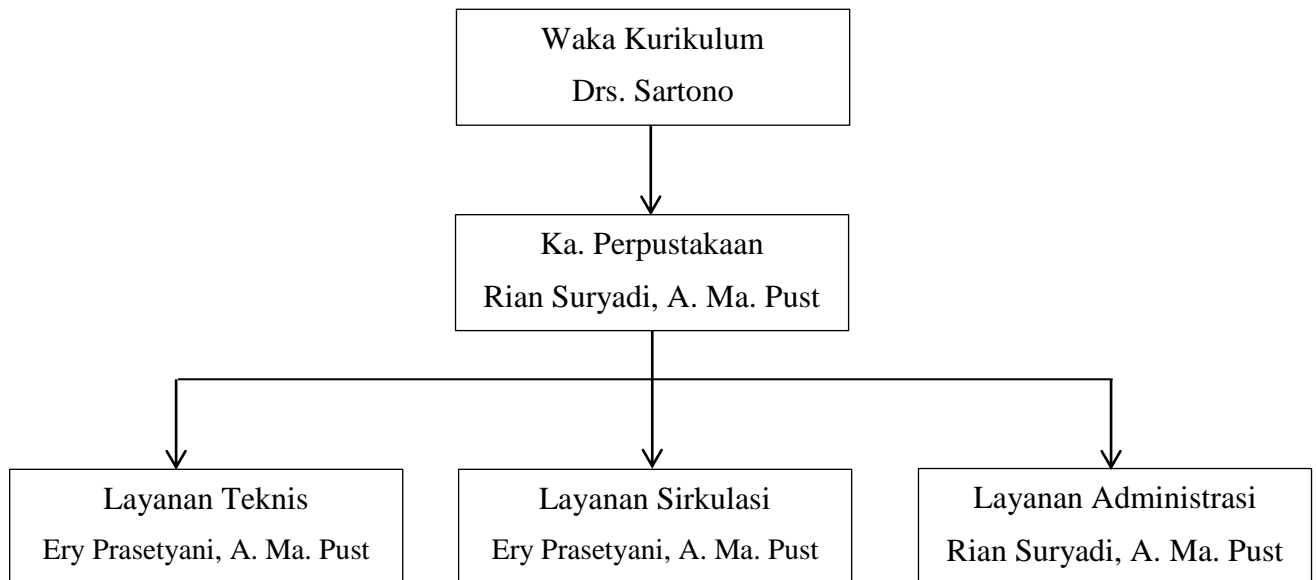 Waka Kurikulum
Drs. Sartono
Ka. Perpustakaan
Rian Suryadi, A. Ma. Pust
Layanan Teknis
Ery Prasetyani, A. Ma. Pust
Layanan Sirkulasi
Ery Prasetyani, A. Ma. Pust
Layanan Administrasi
Rian Suryadi, A. Ma. Pust